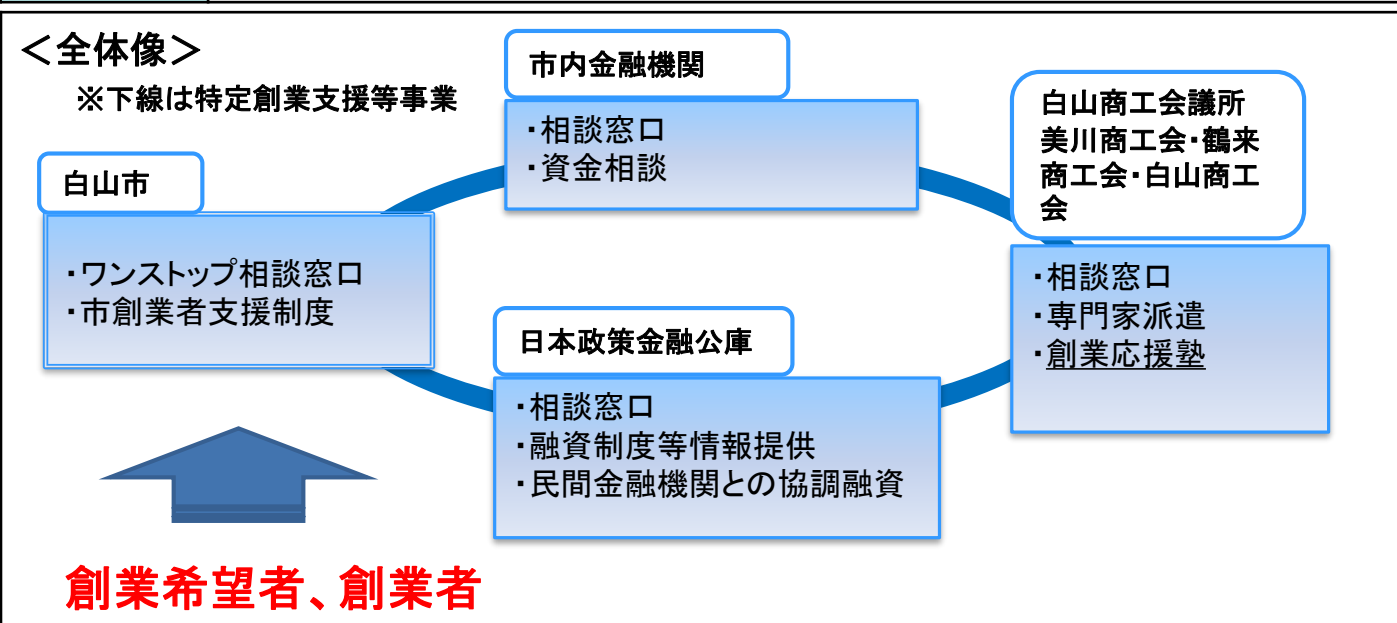 ＜全体像＞
※下線は特定創業支援等事業
市内金融機関
・相談窓口
・資金相談
白山市
・ワンストップ相談窓口
・市創業者支援制度
白山商工会議所
美川商工会・鶴来
商工会・白山商工
会
・相談窓口
・専門家派遣
・創業応援塾
日本政策金融公庫
・相談窓口
・融資制度等情報提供
・民間金融機関との協調融資
創業希望者、創業者